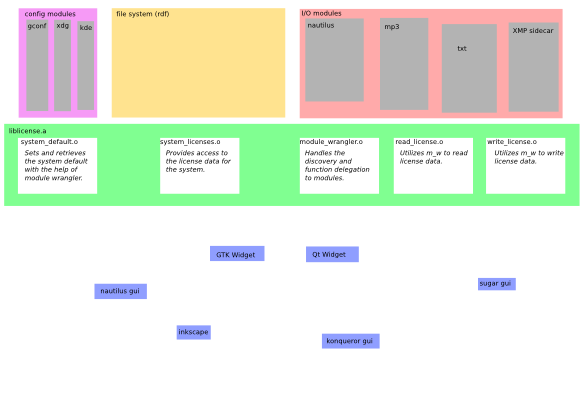 config modules
gconf
xdg
kde
file system (rdf)
I/O modules
nautilus
mp3
txt
XMP sidecar
liblicense.a
system_default.o
Sets and retrieves
the system default
with the help of
module wrangler.
system_licenses.o
Provides access to
the license data for
the system.
module_wrangler.o
Handles the
discovery and
function delegation
to modules.
read_license.o
Utilizes m_w to read
license data.
write_license.o
Utilizes m_w to write
license data.
GTK Widget
Qt Widget
nautilus gui
sugar gui
inkscape
konqueror gui